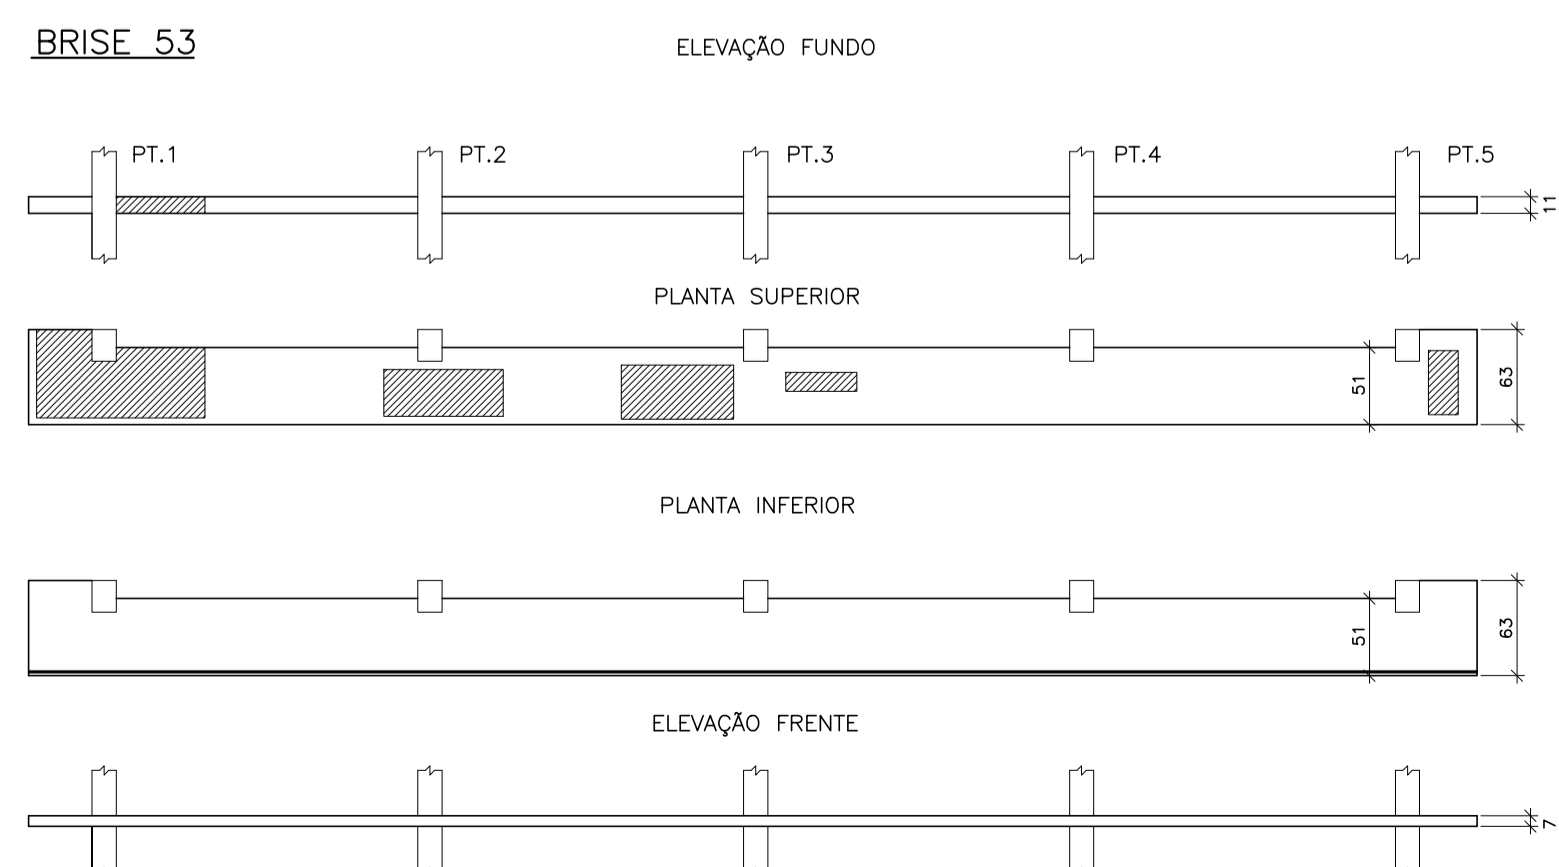 BRISE 53
ELEVAÇÃO FUNDO
PT.1 PT.2 PT.3 PT.4 PT.5
11
PLANTA SUPERIOR
51 63
PLANTA INFERIOR
51 63
ELEVAÇÃO FRENTE
7